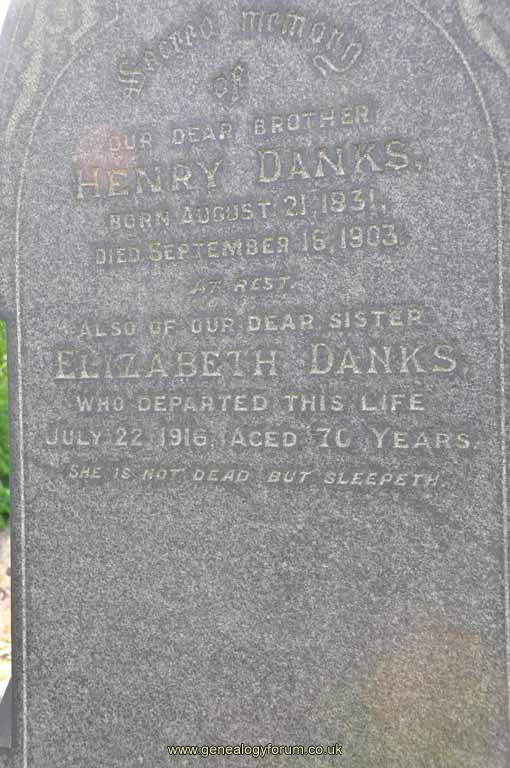 Sacred memory
of
OUR DEAR BROTHER
HENRY DANKS.
BORN AUGUST 21, 1831,
DIED SEPTEMBER 16, 1903.
AT REST.
ALSO OF OUR DEAR SISTER
ELIZABETH DANKS,
WHO DEPARTED THIS LIFE
JULY 22, 1916, AGED 70 YEARS.
SHE IS NOT DEAD BUT SLEEPETH.
www.genealogyforum.co.uk